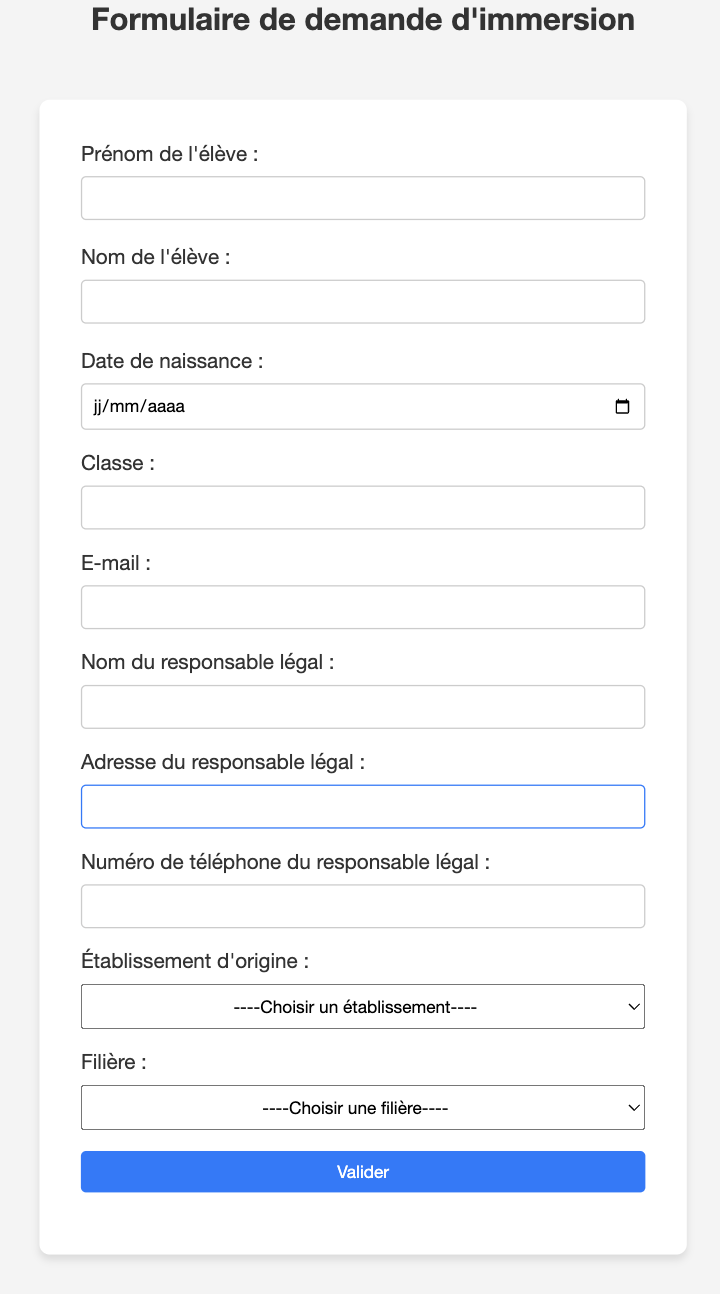 Formulaire de demande d'immersion
Prénom de l'élève :
Nom de l'élève :
Date de naissance :
jj/mm/aaaa
Classe :
E-mail :
Nom du responsable légal :
Adresse du responsable légal :
Numéro de téléphone du responsable légal :
Établissement d'origine :
----Choisir un établissement----
Filière :
----Choisir une filière----
Valider